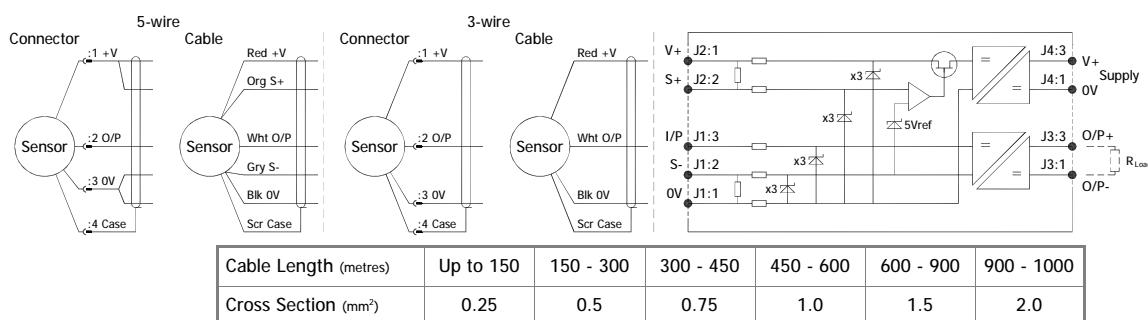 5-wire
3-wire
Connector
Cable
Connector
Cable
:1 +V
:2 O/P
:3 0V
:4 Case
Sensor
Red +V
Org S+
Wht O/P
Gry S-
Blk 0V
Scr Case
Sensor
:1 +V
:2 O/P
:3 0V
:4 Case
Sensor
Red +V
Wht O/P
Blk 0V
Scr Case
Sensor
V+ J2:1
S+ J2:2
I/P J1:3
S- J1:2
0V J1:1
x3
x3
x3
x3
5Vref
=
=
=
=
J4:3 V+
Supply
J4:1 0V
J3:3 O/P+
J3:1 O/P-
Cable Length (metres) Up to 150 150 - 300 300 - 450 450 - 600 600 - 900 900 - 1000
Cross Section (mm²) 0.25 0.5 0.75 1.0 1.5 2.0